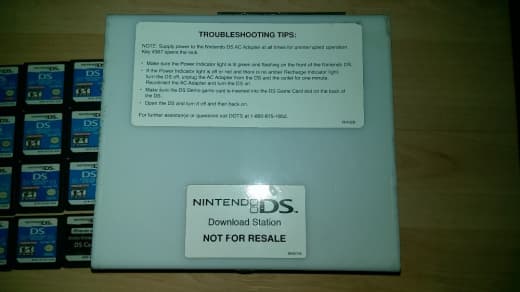 TROUBLESHOOTING TIPS:
NOTE: Supply power to the Nintendo DS AC Adapter at all times for proper operation.
Key V367 opens the lock.
• Make sure the Power Indicator light is lit green and flashing on the front of the Nintendo DS.
• If the Power Indicator light is off or red and there is no amber Recharge Indicator light,
turn the DS off, unplug the AC Adapter from the DS and the outlet for one minute.
Reconnect the AC Adapter and turn the DS on.
• Make sure the DS Demo game card is inserted into the DS Game Card slot on the back of
the DS.
• Open the DS and turn it off and then back on.
For further assistance or questions call DOTS at
NINTENDO DS
Download Station
NOT FOR RESALE
DS
DS
DS
DS
DS
DS
DS
DS